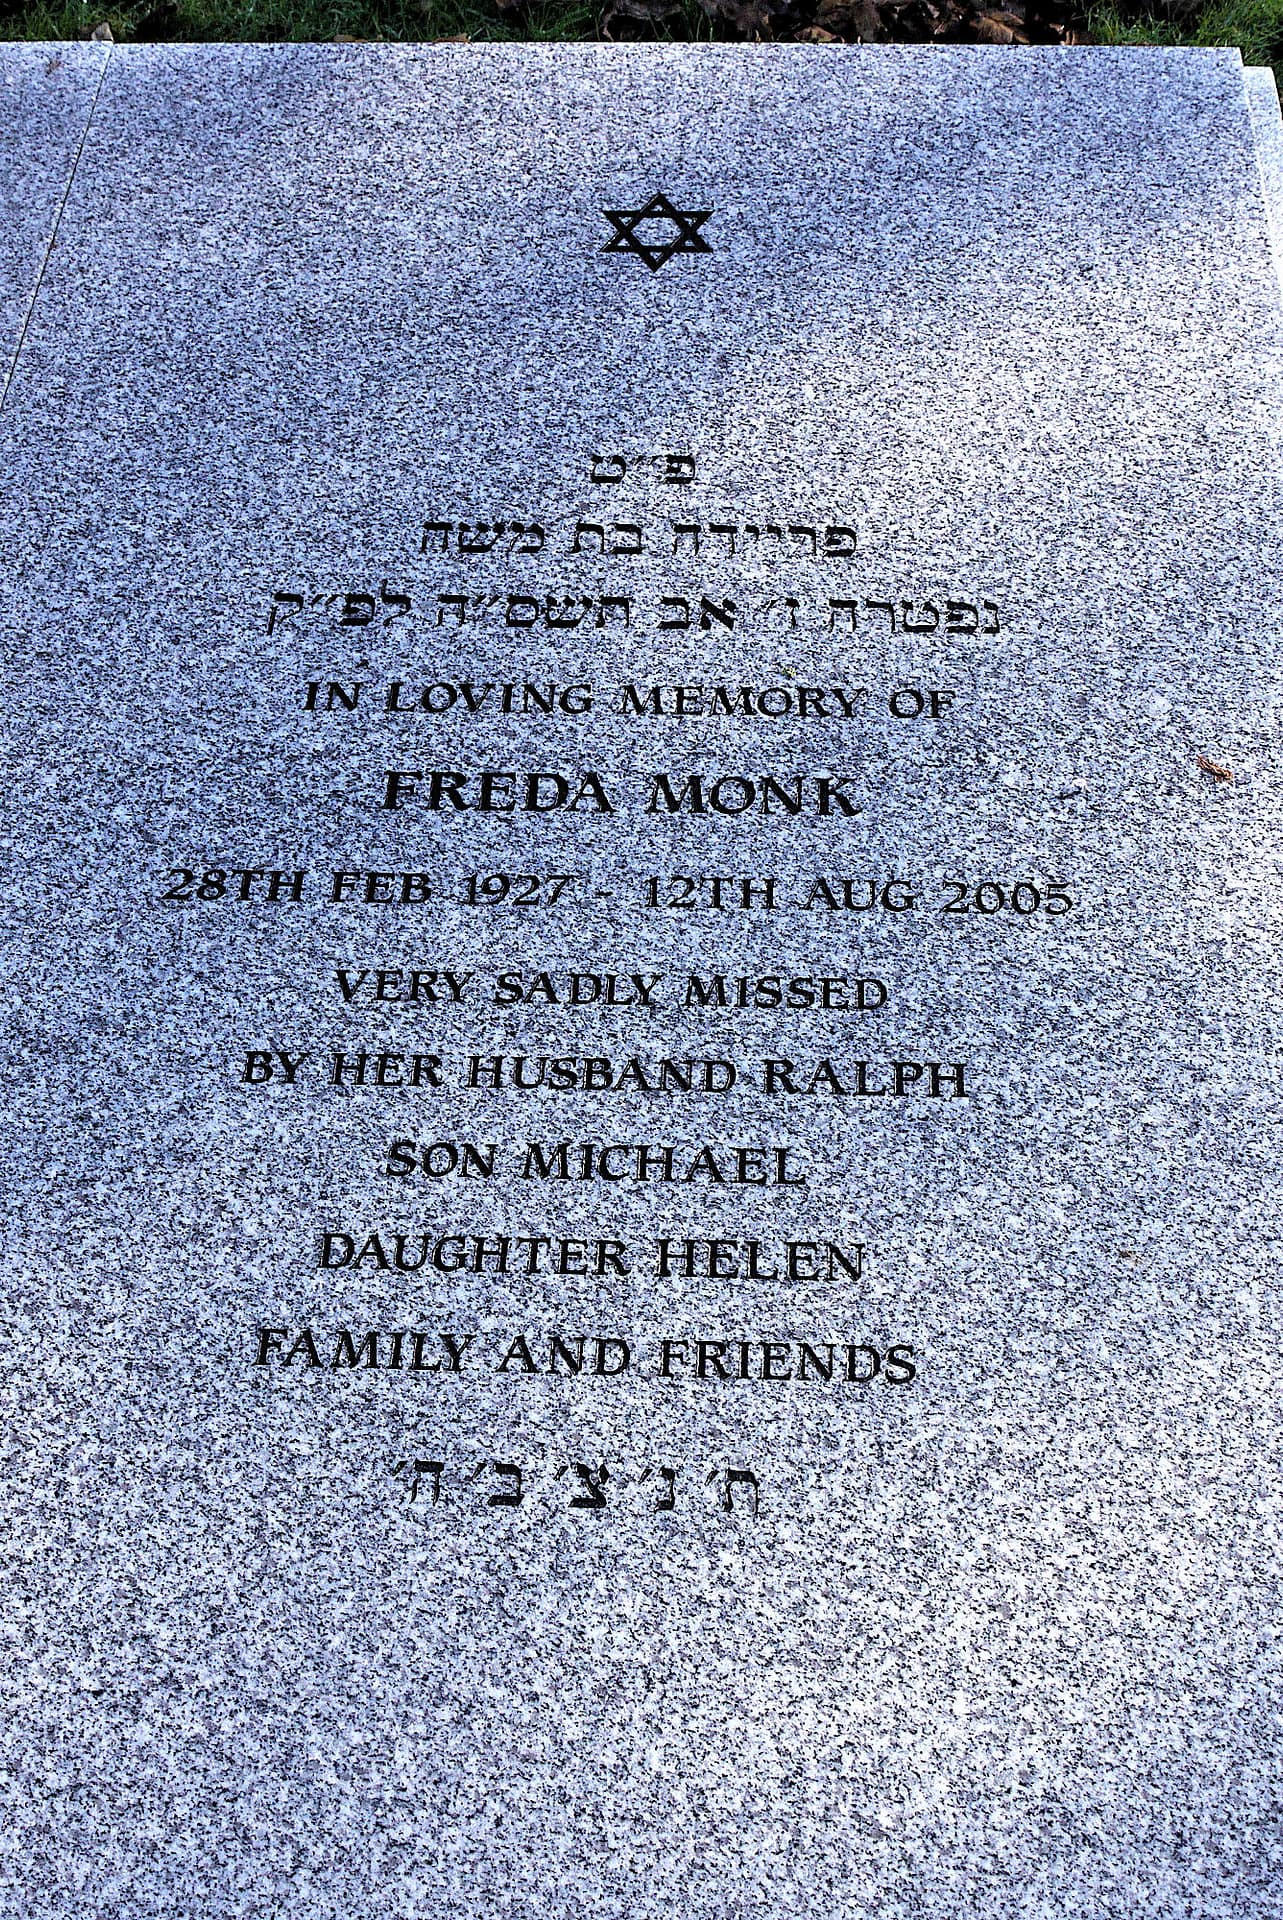 פ״ט
פריידה בת משה
נפטרה ז׳ אב תשס״ה לפ״ק
IN LOVING MEMORY OF
FREDA MONK
28TH FEB 1927 - 12TH AUG 2005
VERY SADLY MISSED
BY HER HUSBAND RALPH
SON MICHAEL
DAUGHTER HELEN
FAMILY AND FRIENDS
ת׳ נ׳ צ׳ ב׳ ה׳